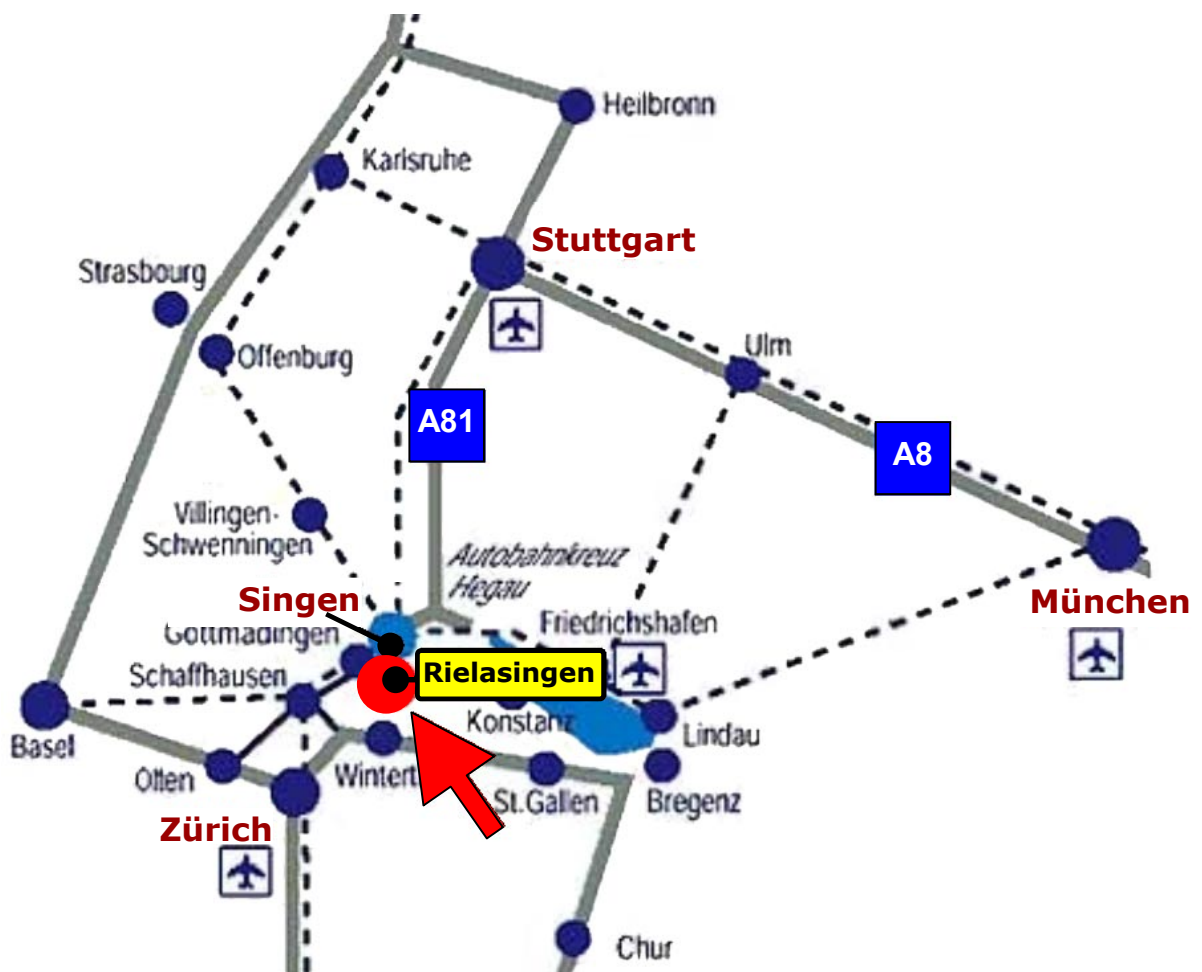 Heilbronn
Karlsruhe
Stuttgart
Strasbourg
Ulm
Offenburg
A81
A8
Villingen-
Schwenningen
Autobahnkreuz
Hegau
Singen
München
Gottmadingen
Friedrichshafen
Schaffhausen
Rielasingen
Konstanz
Lindau
Basel
Olten
Wintert
St.Gallen
Bregenz
Zürich
Chur